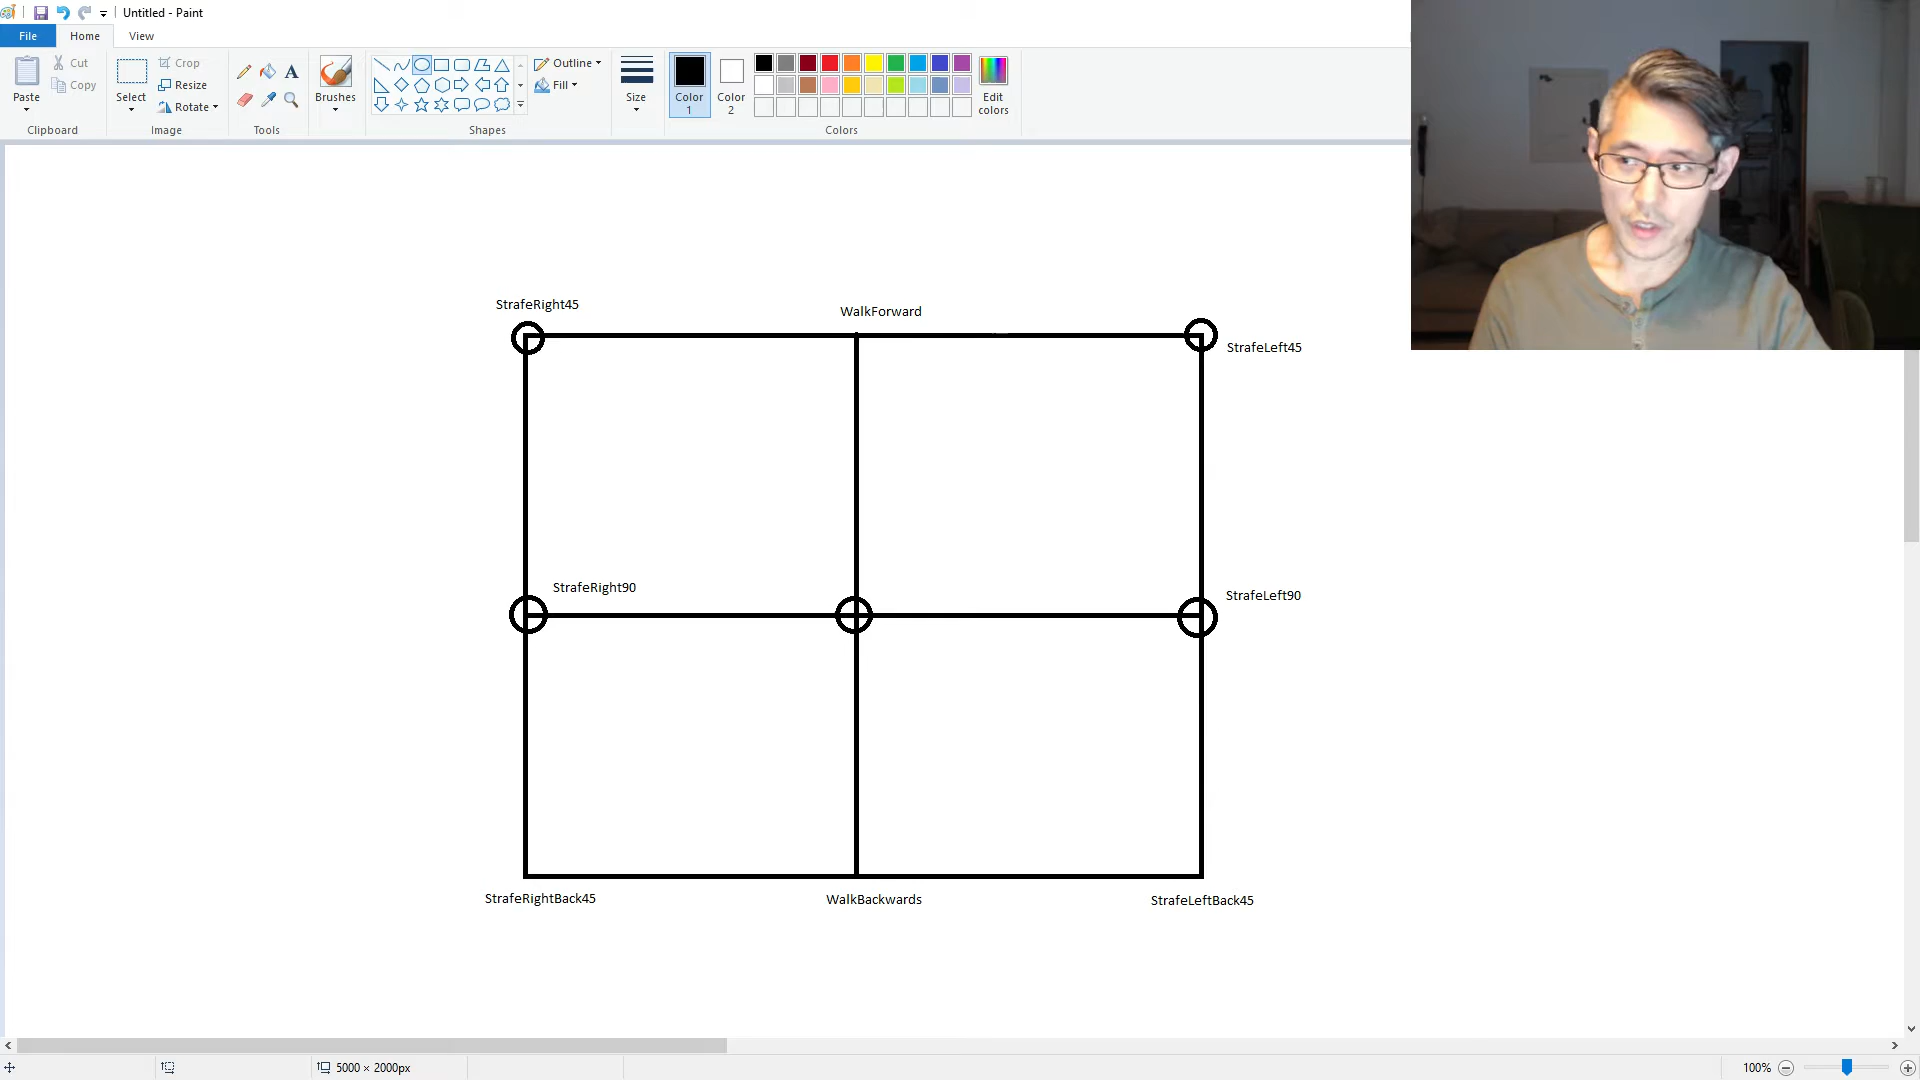 Untitled - Paint
File Home View
Paste
Cut
Copy
Clipboard
Select
Crop
Resize
Rotate
Image
A
Tools
Brushes
Outline
Fill
Shapes
Size
Color 1
Color 2
Edit colors
Colors
StrafeRight45
WalkForward
StrafeLeft45
StrafeRight90
StrafeLeft90
StrafeRightBack45
WalkBackwards
StrafeLeftBack45
5000 × 2000px
100%